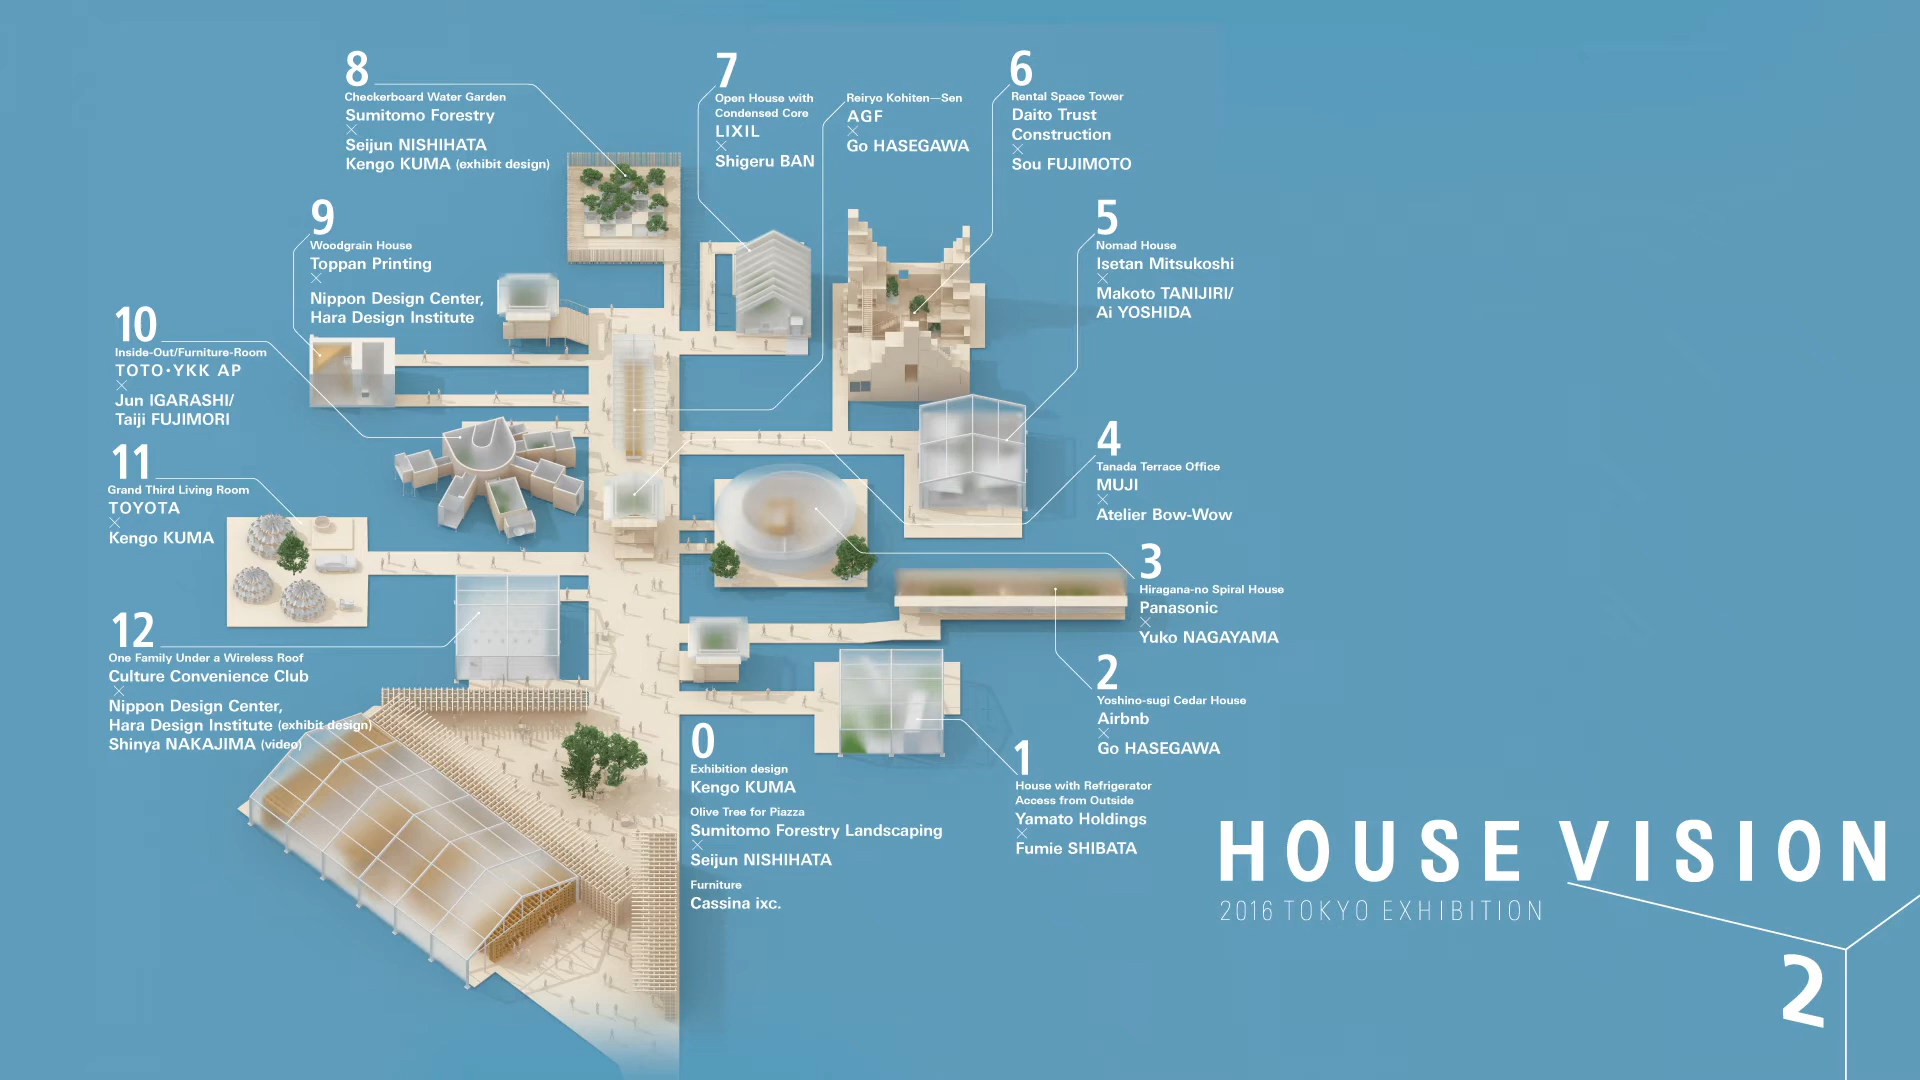 8
Checkerboard Water Garden
Sumitomo Forestry
×
Seijun NISHIHATA
Kengo KUMA (exhibit design)
7
Open House with
Condensed Core
LIXIL
×
Shigeru BAN
Reiryo Kohiten—Sen
AGF
×
Go HASEGAWA
6
Rental Space Tower
Daito Trust
Construction
×
Sou FUJIMOTO
9
Woodgrain House
Toppan Printing
×
Nippon Design Center,
Hara Design Institute
5
Nomad House
Isetan Mitsukoshi
×
Makoto TANIJIRI/
Ai YOSHIDA
10
Inside-Out/Furniture-Room
TOTO・YKK AP
×
Jun IGARASHI/
Taiji FUJIMORI
4
Tanada Terrace Office
MUJI
×
Atelier Bow-Wow
11
Grand Third Living Room
TOYOTA
×
Kengo KUMA
3
Hiragana-no Spiral House
Panasonic
×
Yuko NAGAYAMA
12
One Family Under a Wireless Roof
Culture Convenience Club
×
Nippon Design Center,
Hara Design Institute (exhibit design)
Shinya NAKAJIMA (video)
2
Yoshino-sugi Cedar House
Airbnb
×
Go HASEGAWA
0
Exhibition design
Kengo KUMA
Olive Tree for Piazza
Sumitomo Forestry Landscaping
×
Seijun NISHIHATA
Furniture
Cassina ixc.
1
House with Refrigerator
Access from Outside
Yamato Holdings
×
Fumie SHIBATA
HOUSE VISION
2016 TOKYO EXHIBITION
2